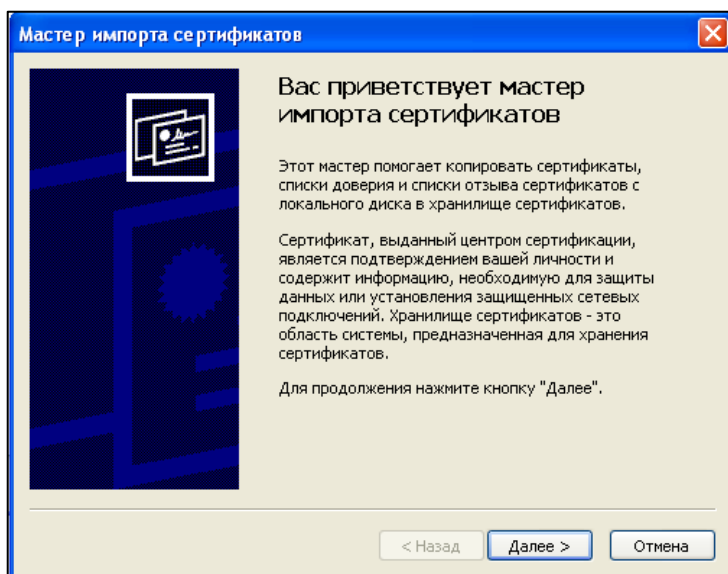 Мастер импорта сертификатов
Вас приветствует мастер
импорта сертификатов
Этот мастер помогает копировать сертификаты,
списки доверия и списки отзыва сертификатов с
локального диска в хранилище сертификатов.
Сертификат, выданный центром сертификации,
является подтверждением вашей личности и
содержит информацию, необходимую для защиты
данных или установления защищенных сетевых
подключений. Хранилище сертификатов - это
область системы, предназначенная для хранения
сертификатов.
Для продолжения нажмите кнопку "Далее".
< Назад
Далее >
Отмена